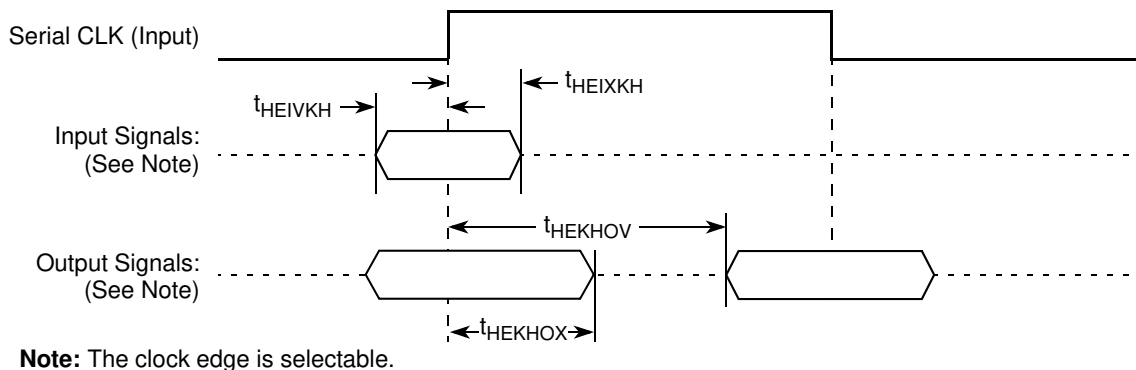 Serial CLK (Input)
tHEIXKH
tHEIVKH
Input Signals:
(See Note)
tHEKHOV
Output Signals:
(See Note)
tHEKHOX
Note: The clock edge is selectable.